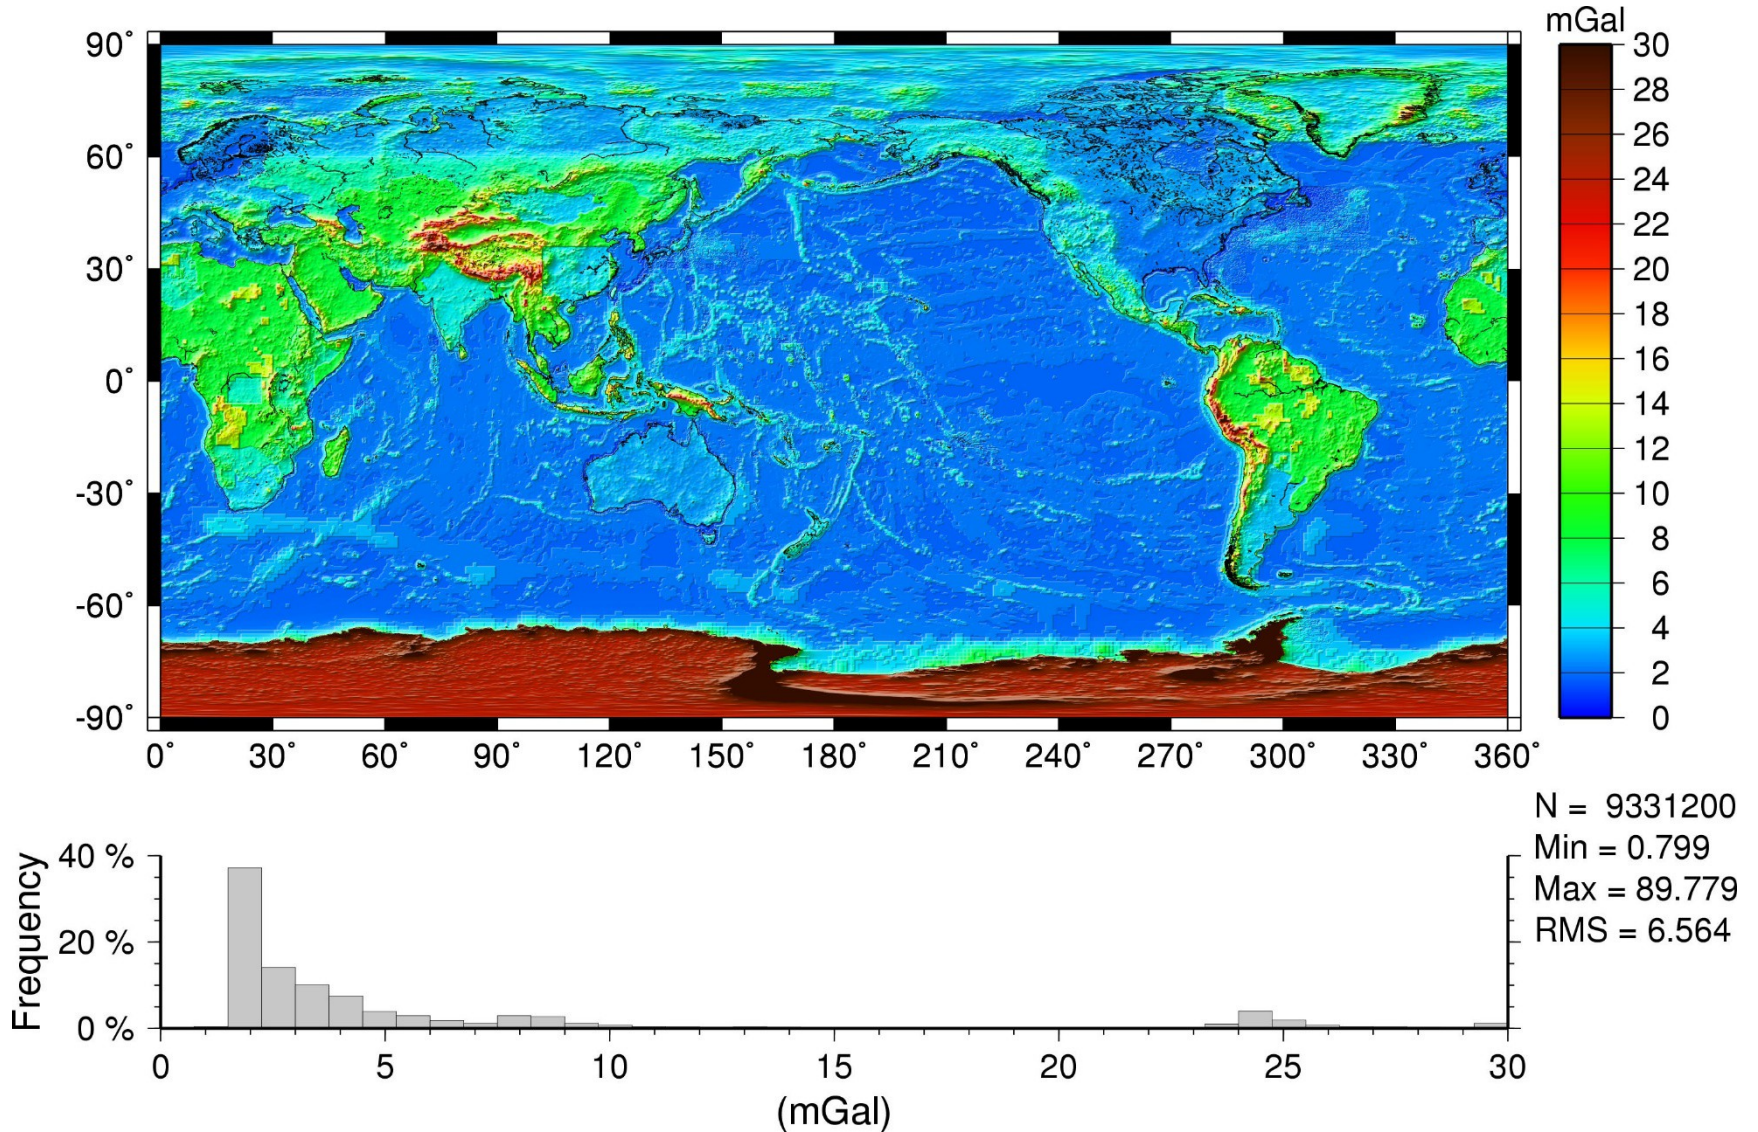 mGal
90°
60°
30°
0°
-30°
-60°
-90°
30
28
26
24
22
20
18
16
14
12
10
8
6
4
2
0
0° 30° 60° 90° 120° 150° 180° 210° 240° 270° 300° 330° 360°
N = 9331200
Min = 0.799
Max = 89.779
RMS = 6.564
Frequency
40 %
20 %
0 %
0 5 10 15 20 25 30
(mGal)